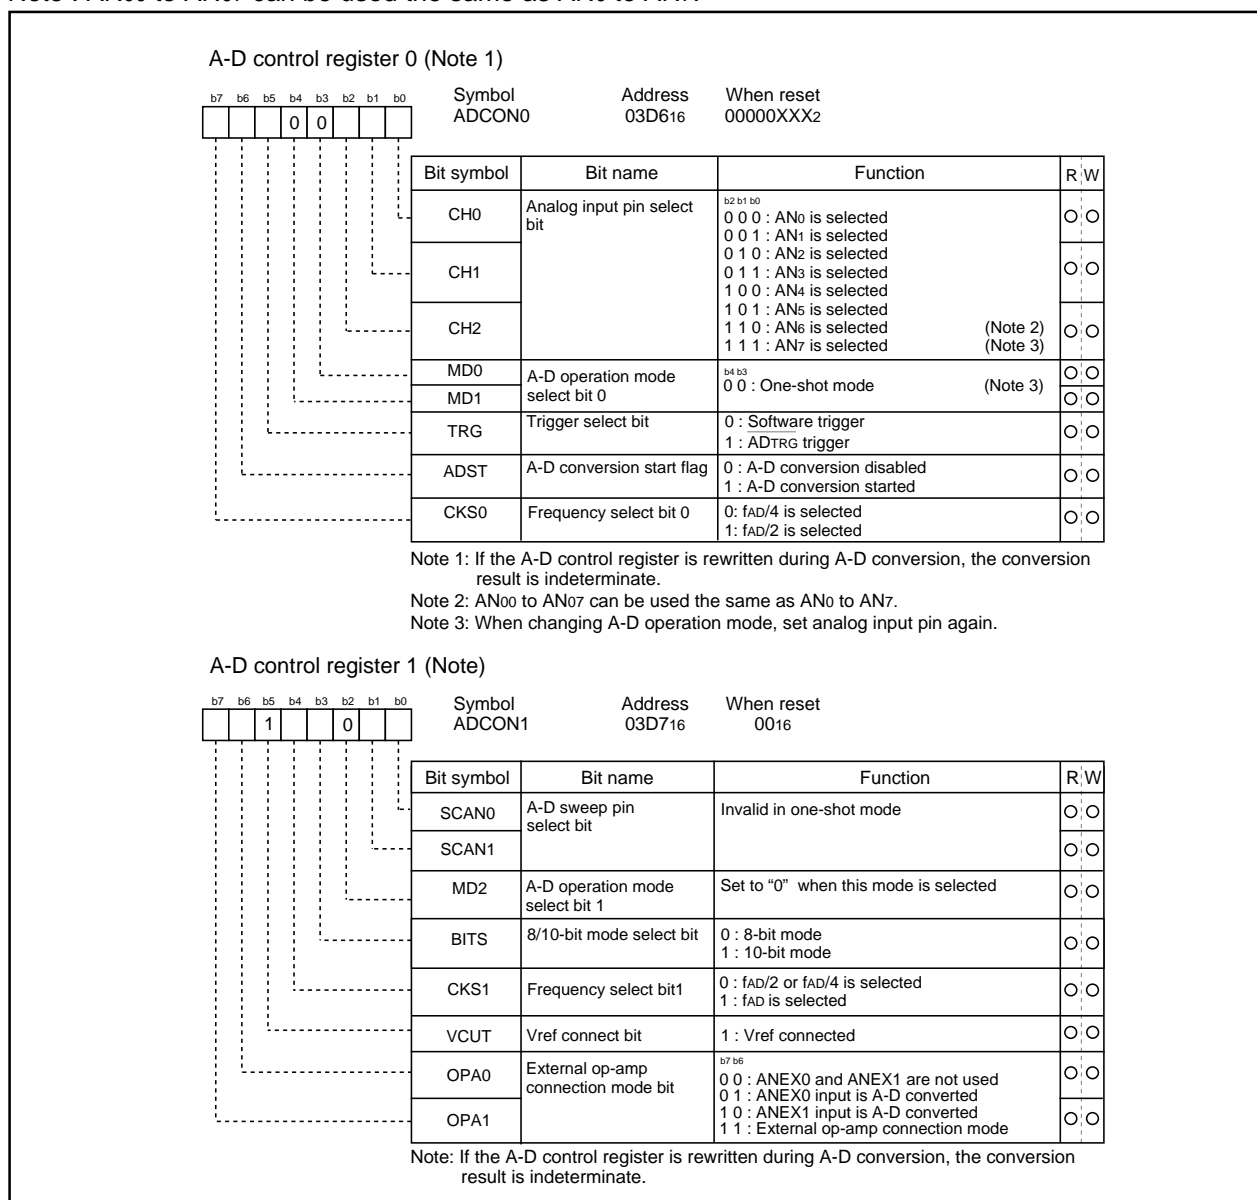 Note : AN00 to AN07 can be used the same as AN0 to AN7.
A-D control register 0 (Note 1)
b7 b6 b5 b4 b3 b2 b1 b0
0 0
Symbol Address When reset
ADCON0 03D616 00000XXX2
Bit symbol Bit name Function R W
CH0 Analog input pin select bit
CH1
CH2
b2 b1 b0
0 0 0 : AN0 is selected
0 0 1 : AN1 is selected
0 1 0 : AN2 is selected
0 1 1 : AN3 is selected
1 0 0 : AN4 is selected
1 0 1 : AN5 is selected
1 1 0 : AN6 is selected (Note 2)
1 1 1 : AN7 is selected (Note 3)
MD0
MD1
A-D operation mode
select bit 0
b4 b3
0 0 : One-shot mode (Note 3)
TRG Trigger select bit 0 : Software trigger
1 : ADTRG trigger
ADST A-D conversion start flag 0 : A-D conversion disabled
1 : A-D conversion started
CKS0 Frequency select bit 0 0: fAD/4 is selected
1: fAD/2 is selected
Note 1: If the A-D control register is rewritten during A-D conversion, the conversion
result is indeterminate.
Note 2: AN00 to AN07 can be used the same as AN0 to AN7.
Note 3: When changing A-D operation mode, set analog input pin again.
A-D control register 1 (Note)
b7 b6 b5 b4 b3 b2 b1 b0
1 0
Symbol Address When reset
ADCON1 03D716 0016
Bit symbol Bit name Function R W
SCAN0 A-D sweep pin
select bit
Invalid in one-shot mode
SCAN1
MD2 A-D operation mode
select bit 1
Set to “0” when this mode is selected
BITS 8/10-bit mode select bit 0 : 8-bit mode
1 : 10-bit mode
CKS1 Frequency select bit1 0 : fAD/2 or fAD/4 is selected
1 : fAD is selected
VCUT Vref connect bit 1 : Vref connected
OPA0
OPA1
External op-amp
connection mode bit
b7 b6
0 0 : ANEX0 and ANEX1 are not used
0 1 : ANEX0 input is A-D converted
1 0 : ANEX1 input is A-D converted
1 1 : External op-amp connection mode
Note: If the A-D control register is rewritten during A-D conversion, the conversion
result is indeterminate.